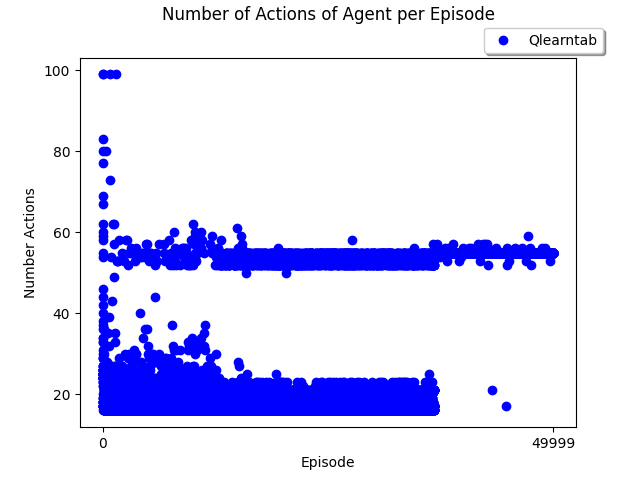 Number of Actions of Agent per Episode
Qlearntab
100
80
60
40
20
Number Actions
0
49999
Episode